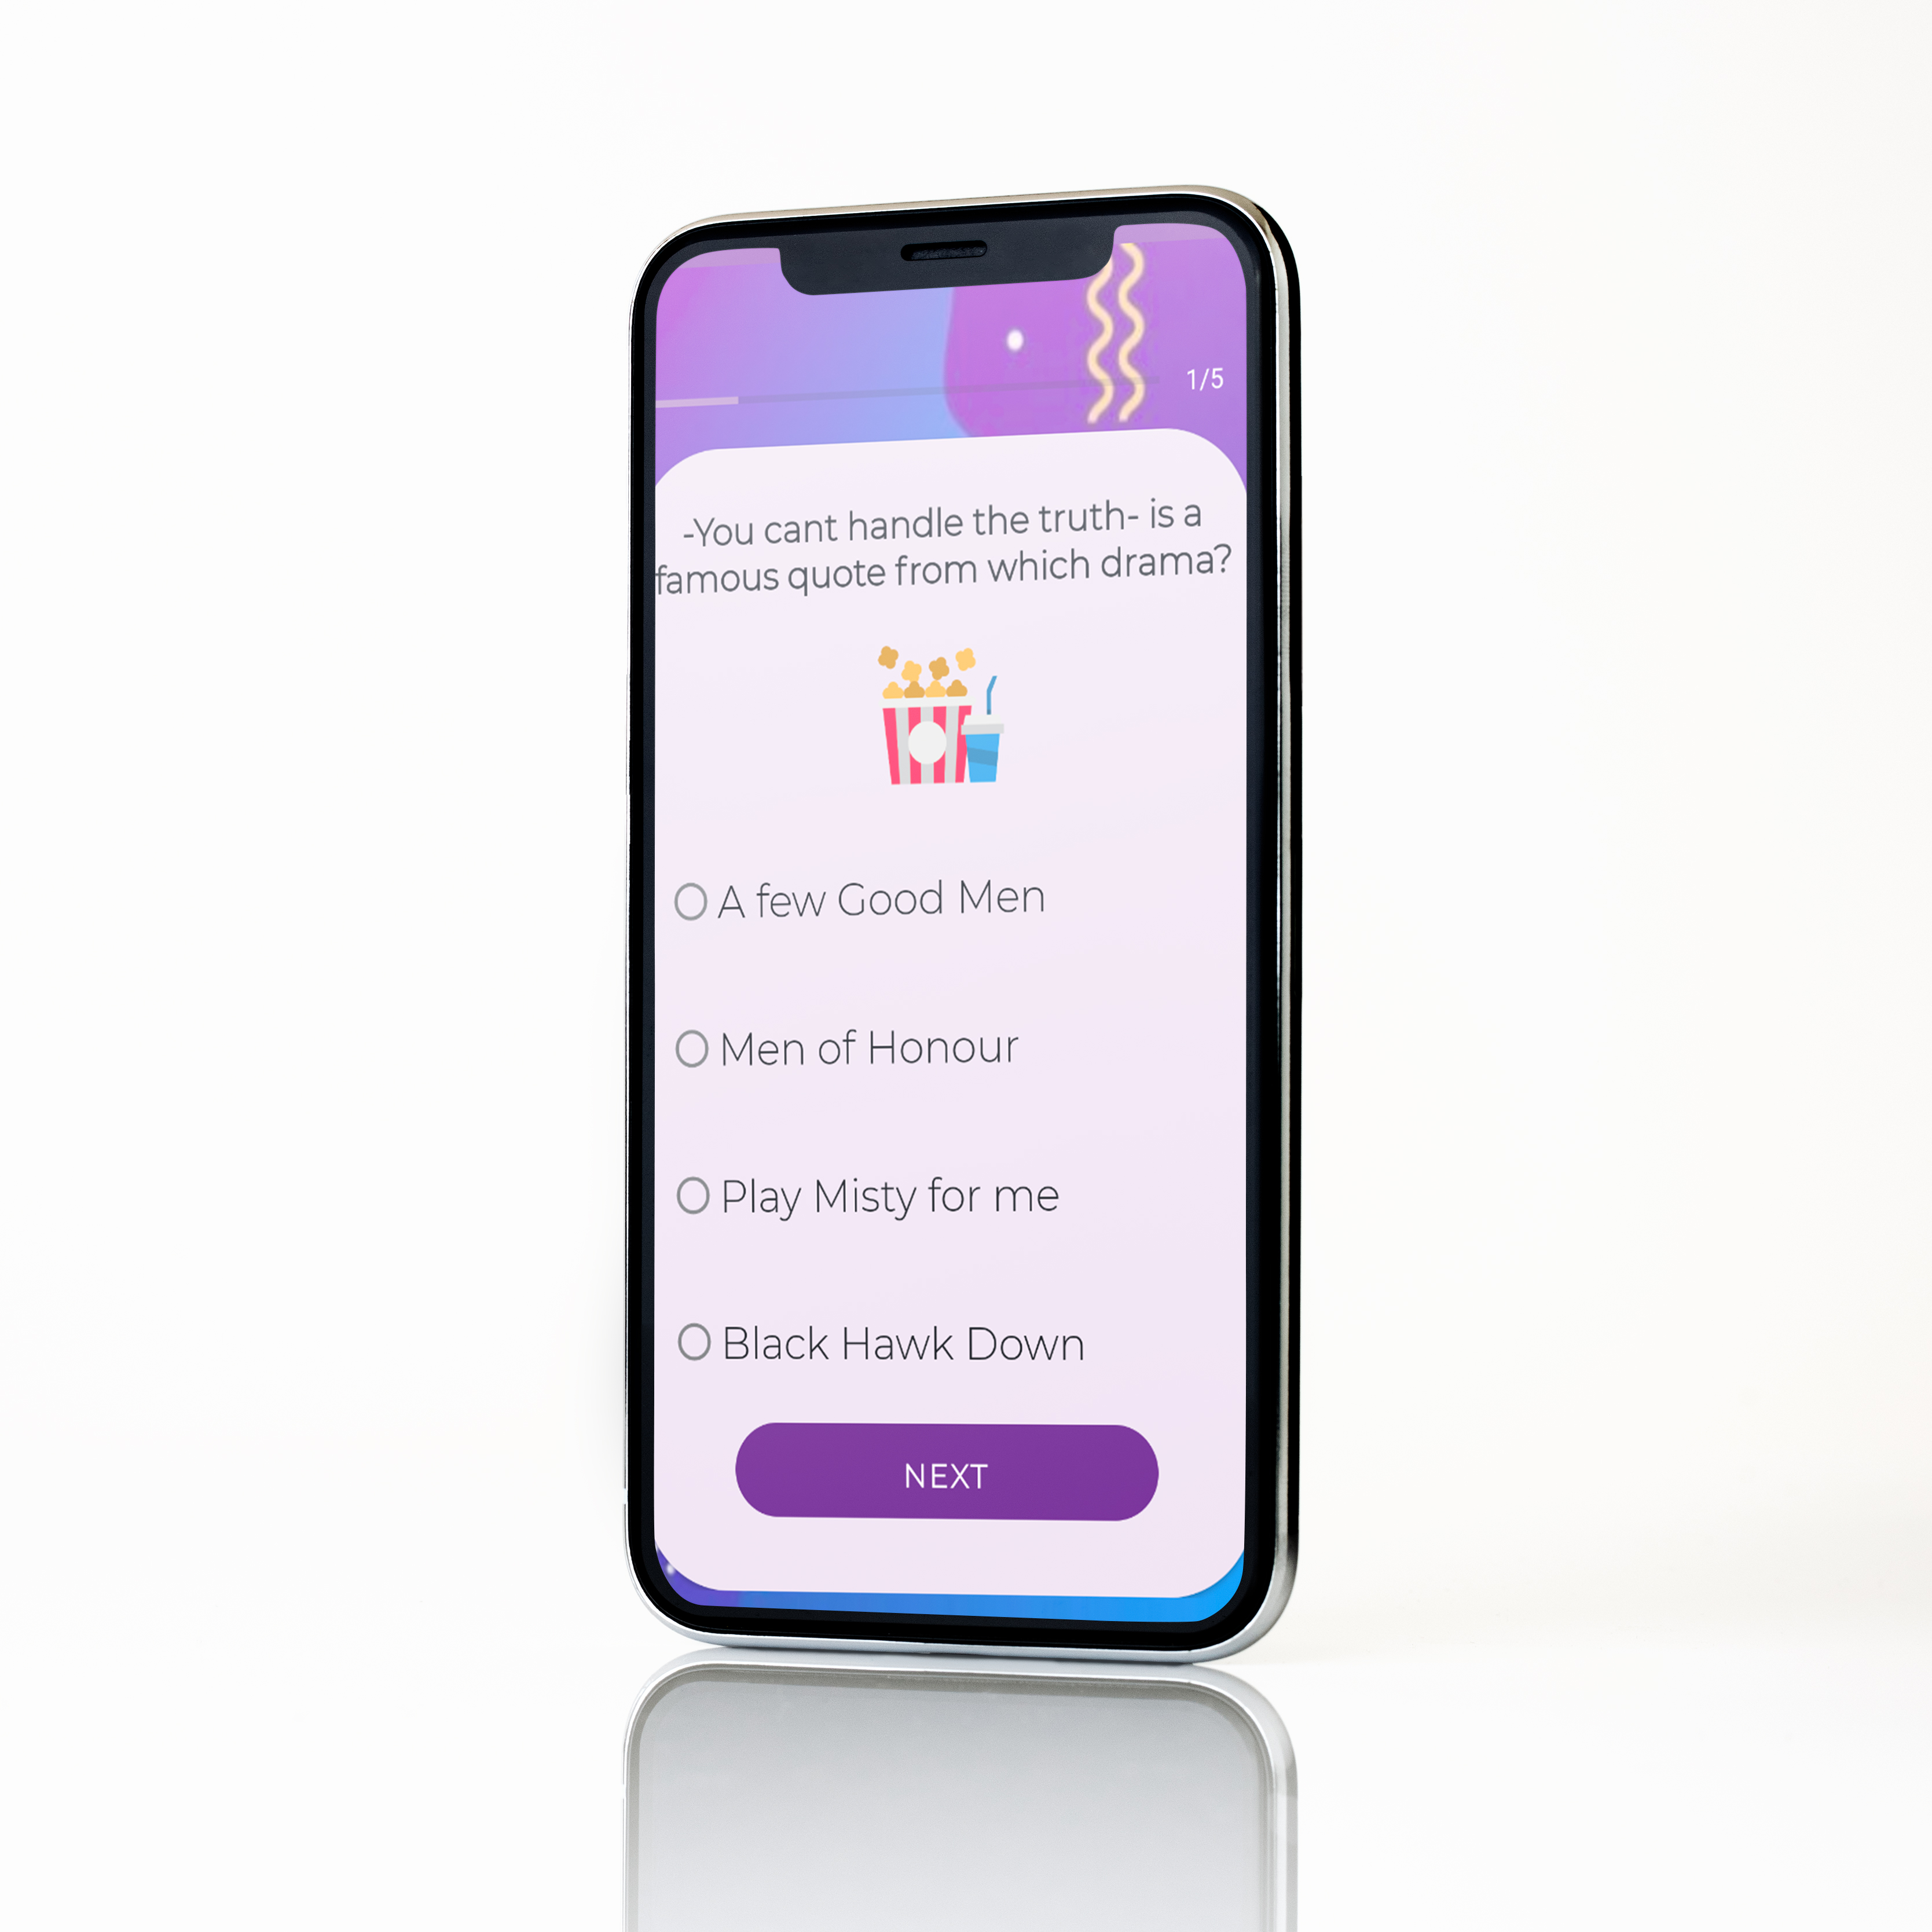 1/5
-You cant handle the truth- is a
famous quote from which drama?
A few Good Men
Men of Honour
Play Misty for me
Black Hawk Down
NEXT